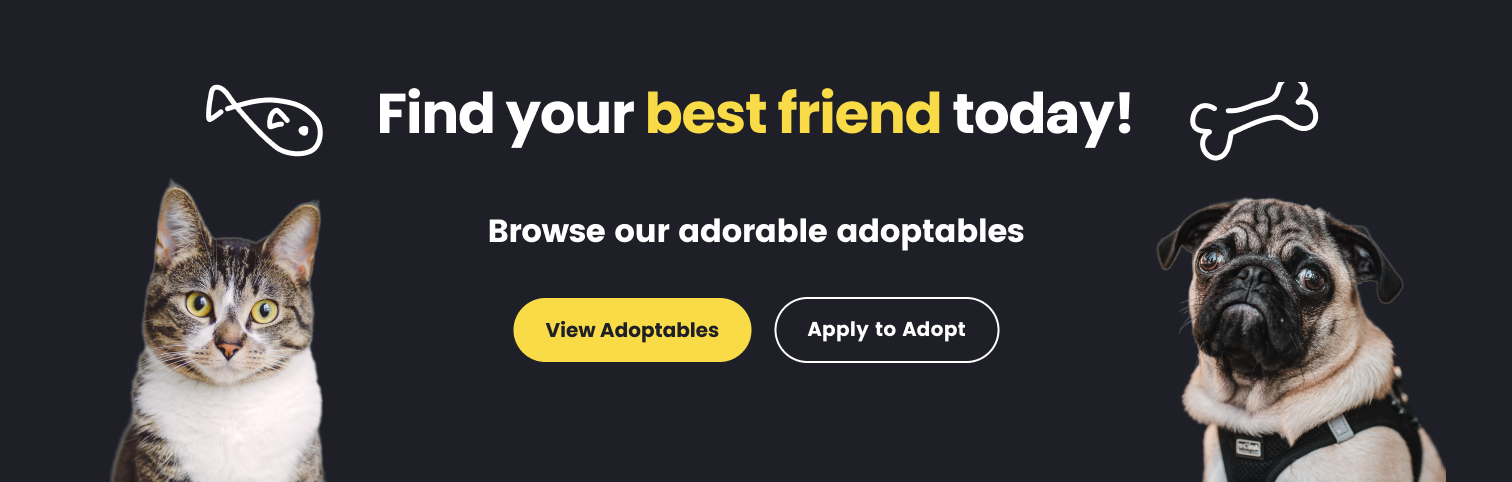 Find your best friend today!
Browse our adorable adoptables
View Adoptables
Apply to Adopt